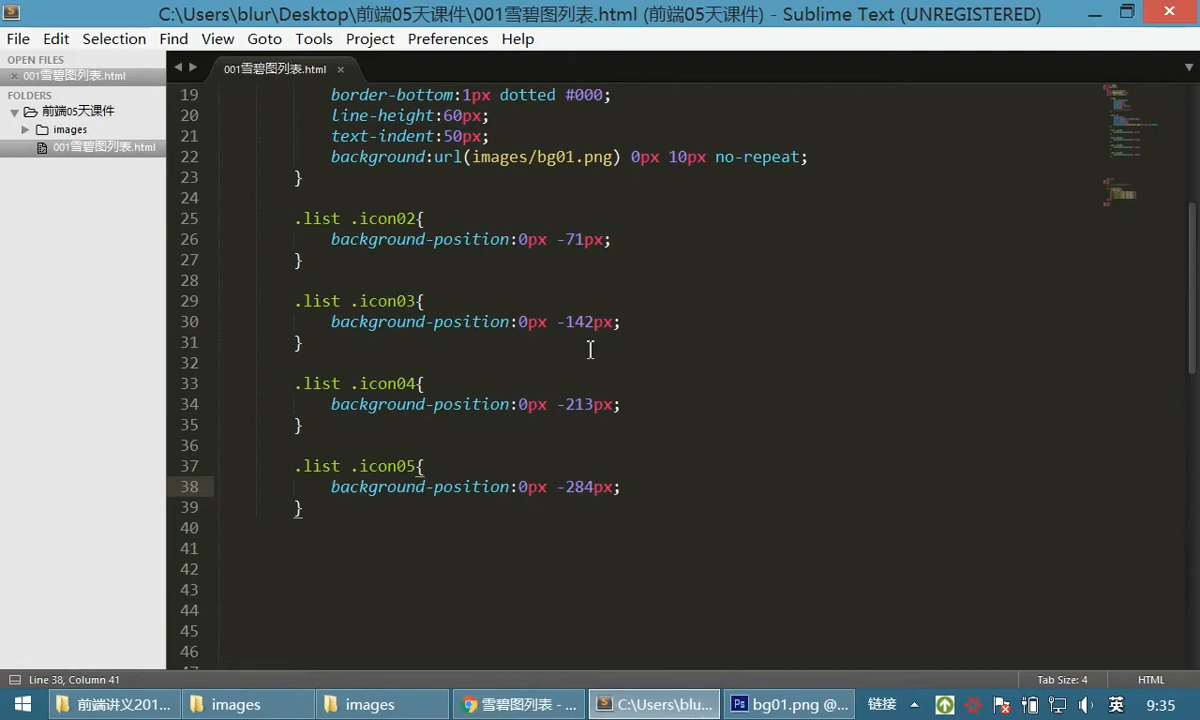 C:\Users\blur\Desktop\前端05天课件\001雪碧图列表.html (前端05天课件) - Sublime Text (UNREGISTERED)
File Edit Selection Find View Goto Tools Project Preferences Help
OPEN FILES
001雪碧图列表.html
FOLDERS
前端05天课件
images
001雪碧图列表.html
001雪碧图列表.html
19 border-bottom:1px dotted #000;
20 line-height:60px;
21 text-indent:50px;
22 background:url(images/bg01.png) 0px 10px no-repeat;
23 }
24
25 .list .icon02{
26 background-position:0px -71px;
27 }
28
29 .list .icon03{
30 background-position:0px -142px;
31 }
32
33 .list .icon04{
34 background-position:0px -213px;
35 }
36
37 .list .icon05{
38 background-position:0px -284px;
39 }
40
41
42
43
44
45
46
Line 38, Column 41
Tab Size: 4
HTML
前端讲义201...
images
images
雪碧图列表 - ...
C:\Users\blu...
bg01.png @...
链接
英
9:35